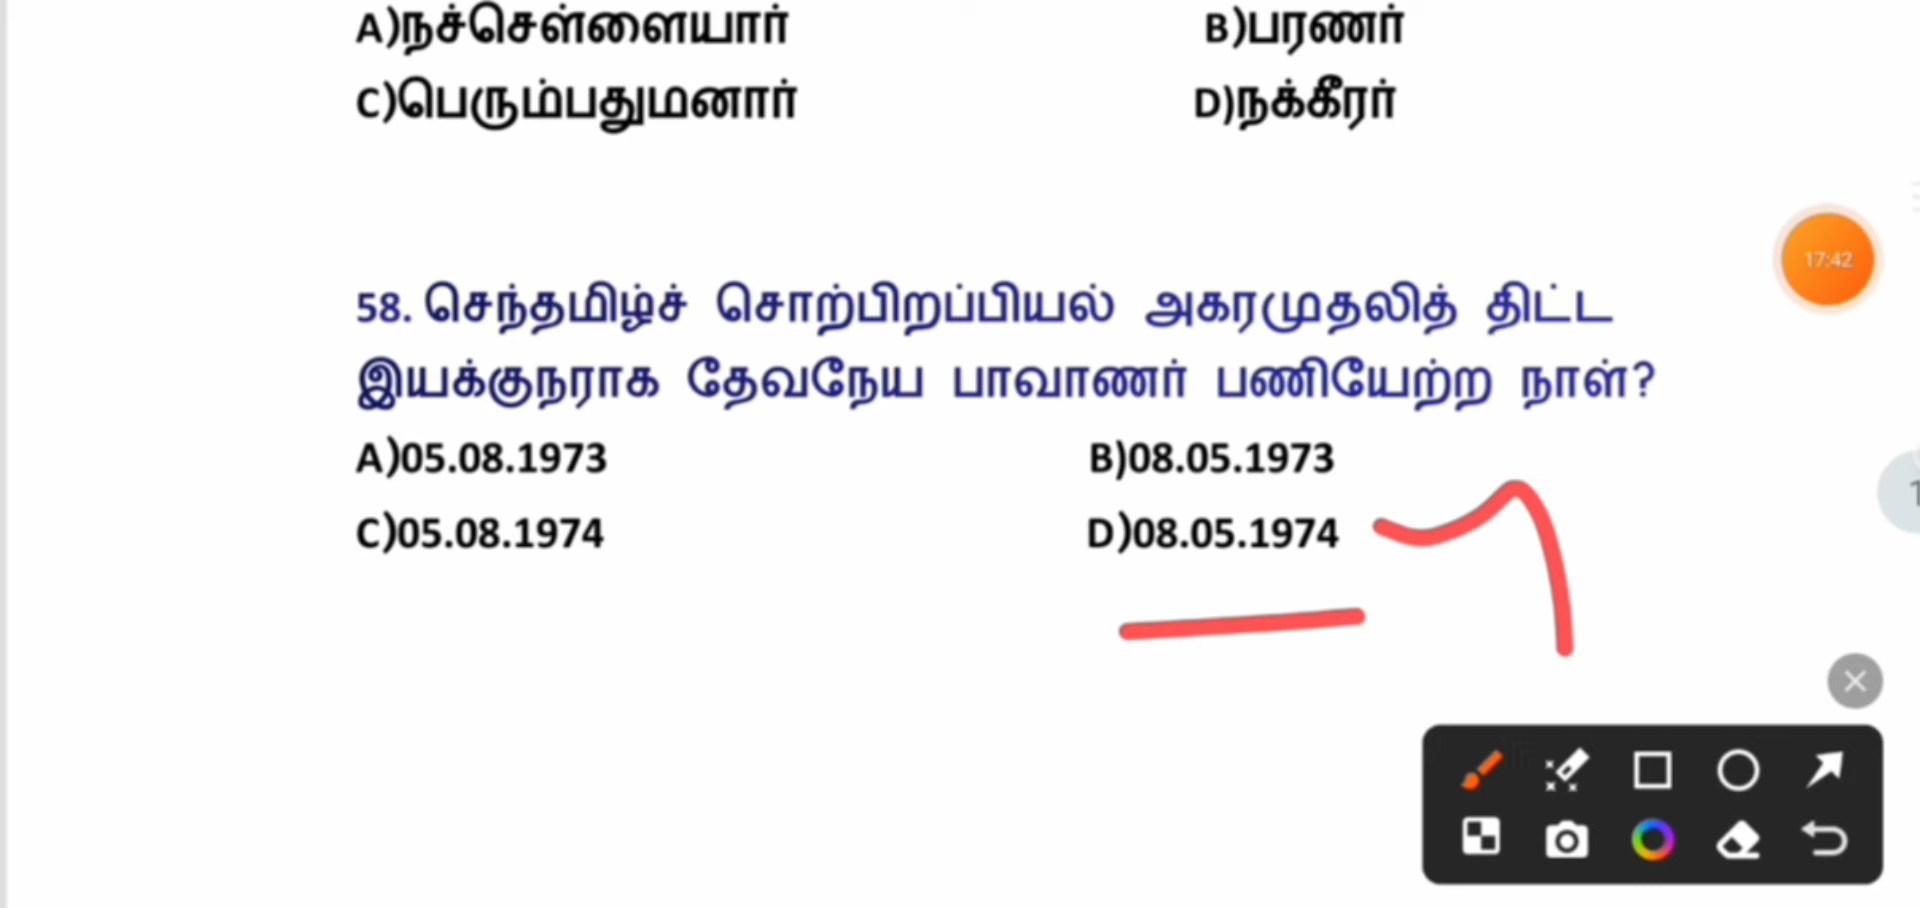 A)நச்செள்ளையார் B)பரணர்
C)பெரும்பதுமனார் D)நக்கீரர்
17:42
58. செந்தமிழ்ச் சொற்பிறப்பியல் அகரமுதலித் திட்ட
இயக்குநராக தேவநேய பாவாணர் பணியேற்ற நாள்?
A)05.08.1973 B)08.05.1973
C)05.08.1974 D)08.05.1974